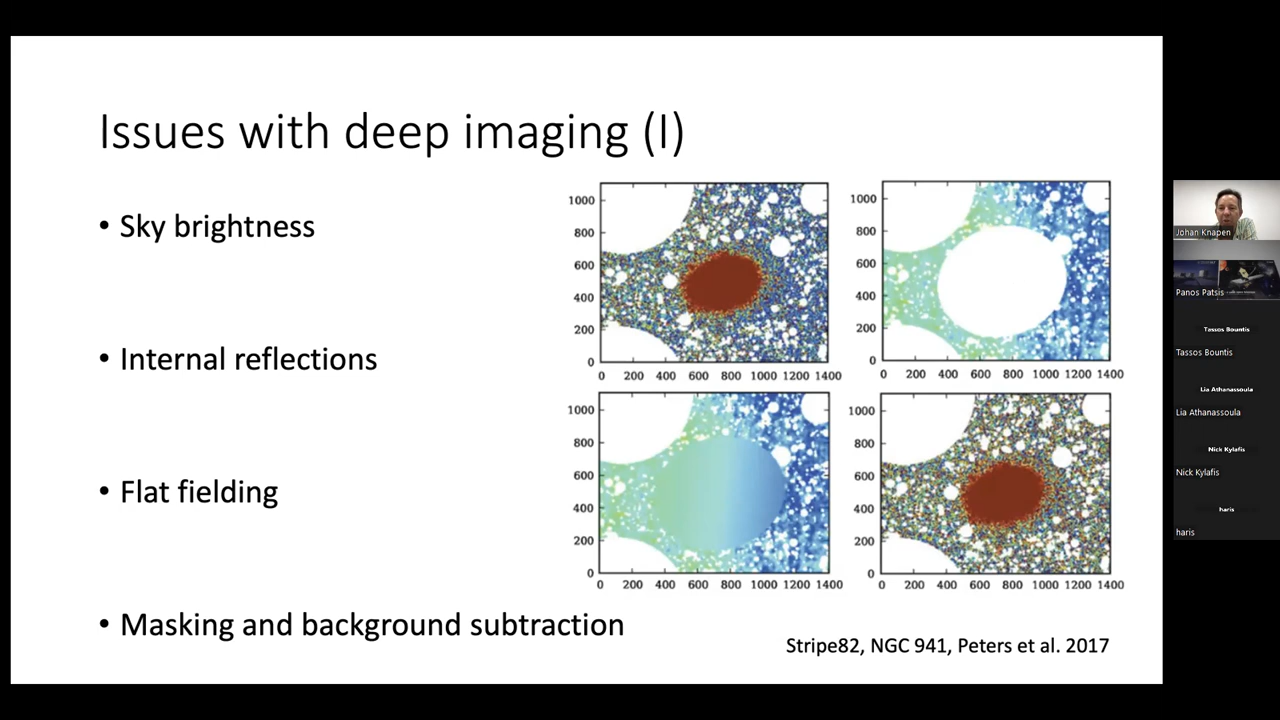 Issues with deep imaging (I)
• Sky brightness
• Internal reflections
• Flat fielding
• Masking and background subtraction
1000
800
600
400
200
0
0 200 400 600 800 1000 1200 1400
1000
800
600
400
200
0
0 200 400 600 800 1000 1200 1400
1000
800
600
400
200
0
0 200 400 600 800 1000 1200 1400
1000
800
600
400
200
0
0 200 400 600 800 1000 1200 1400
Stripe82, NGC 941, Peters et al. 2017
Johan Knapen
Panos Patsis
Tassos Bountis
Tassos Bountis
Lia Athanassoula
Lia Athanassoula
Nick Kylafis
Nick Kylafis
haris
haris